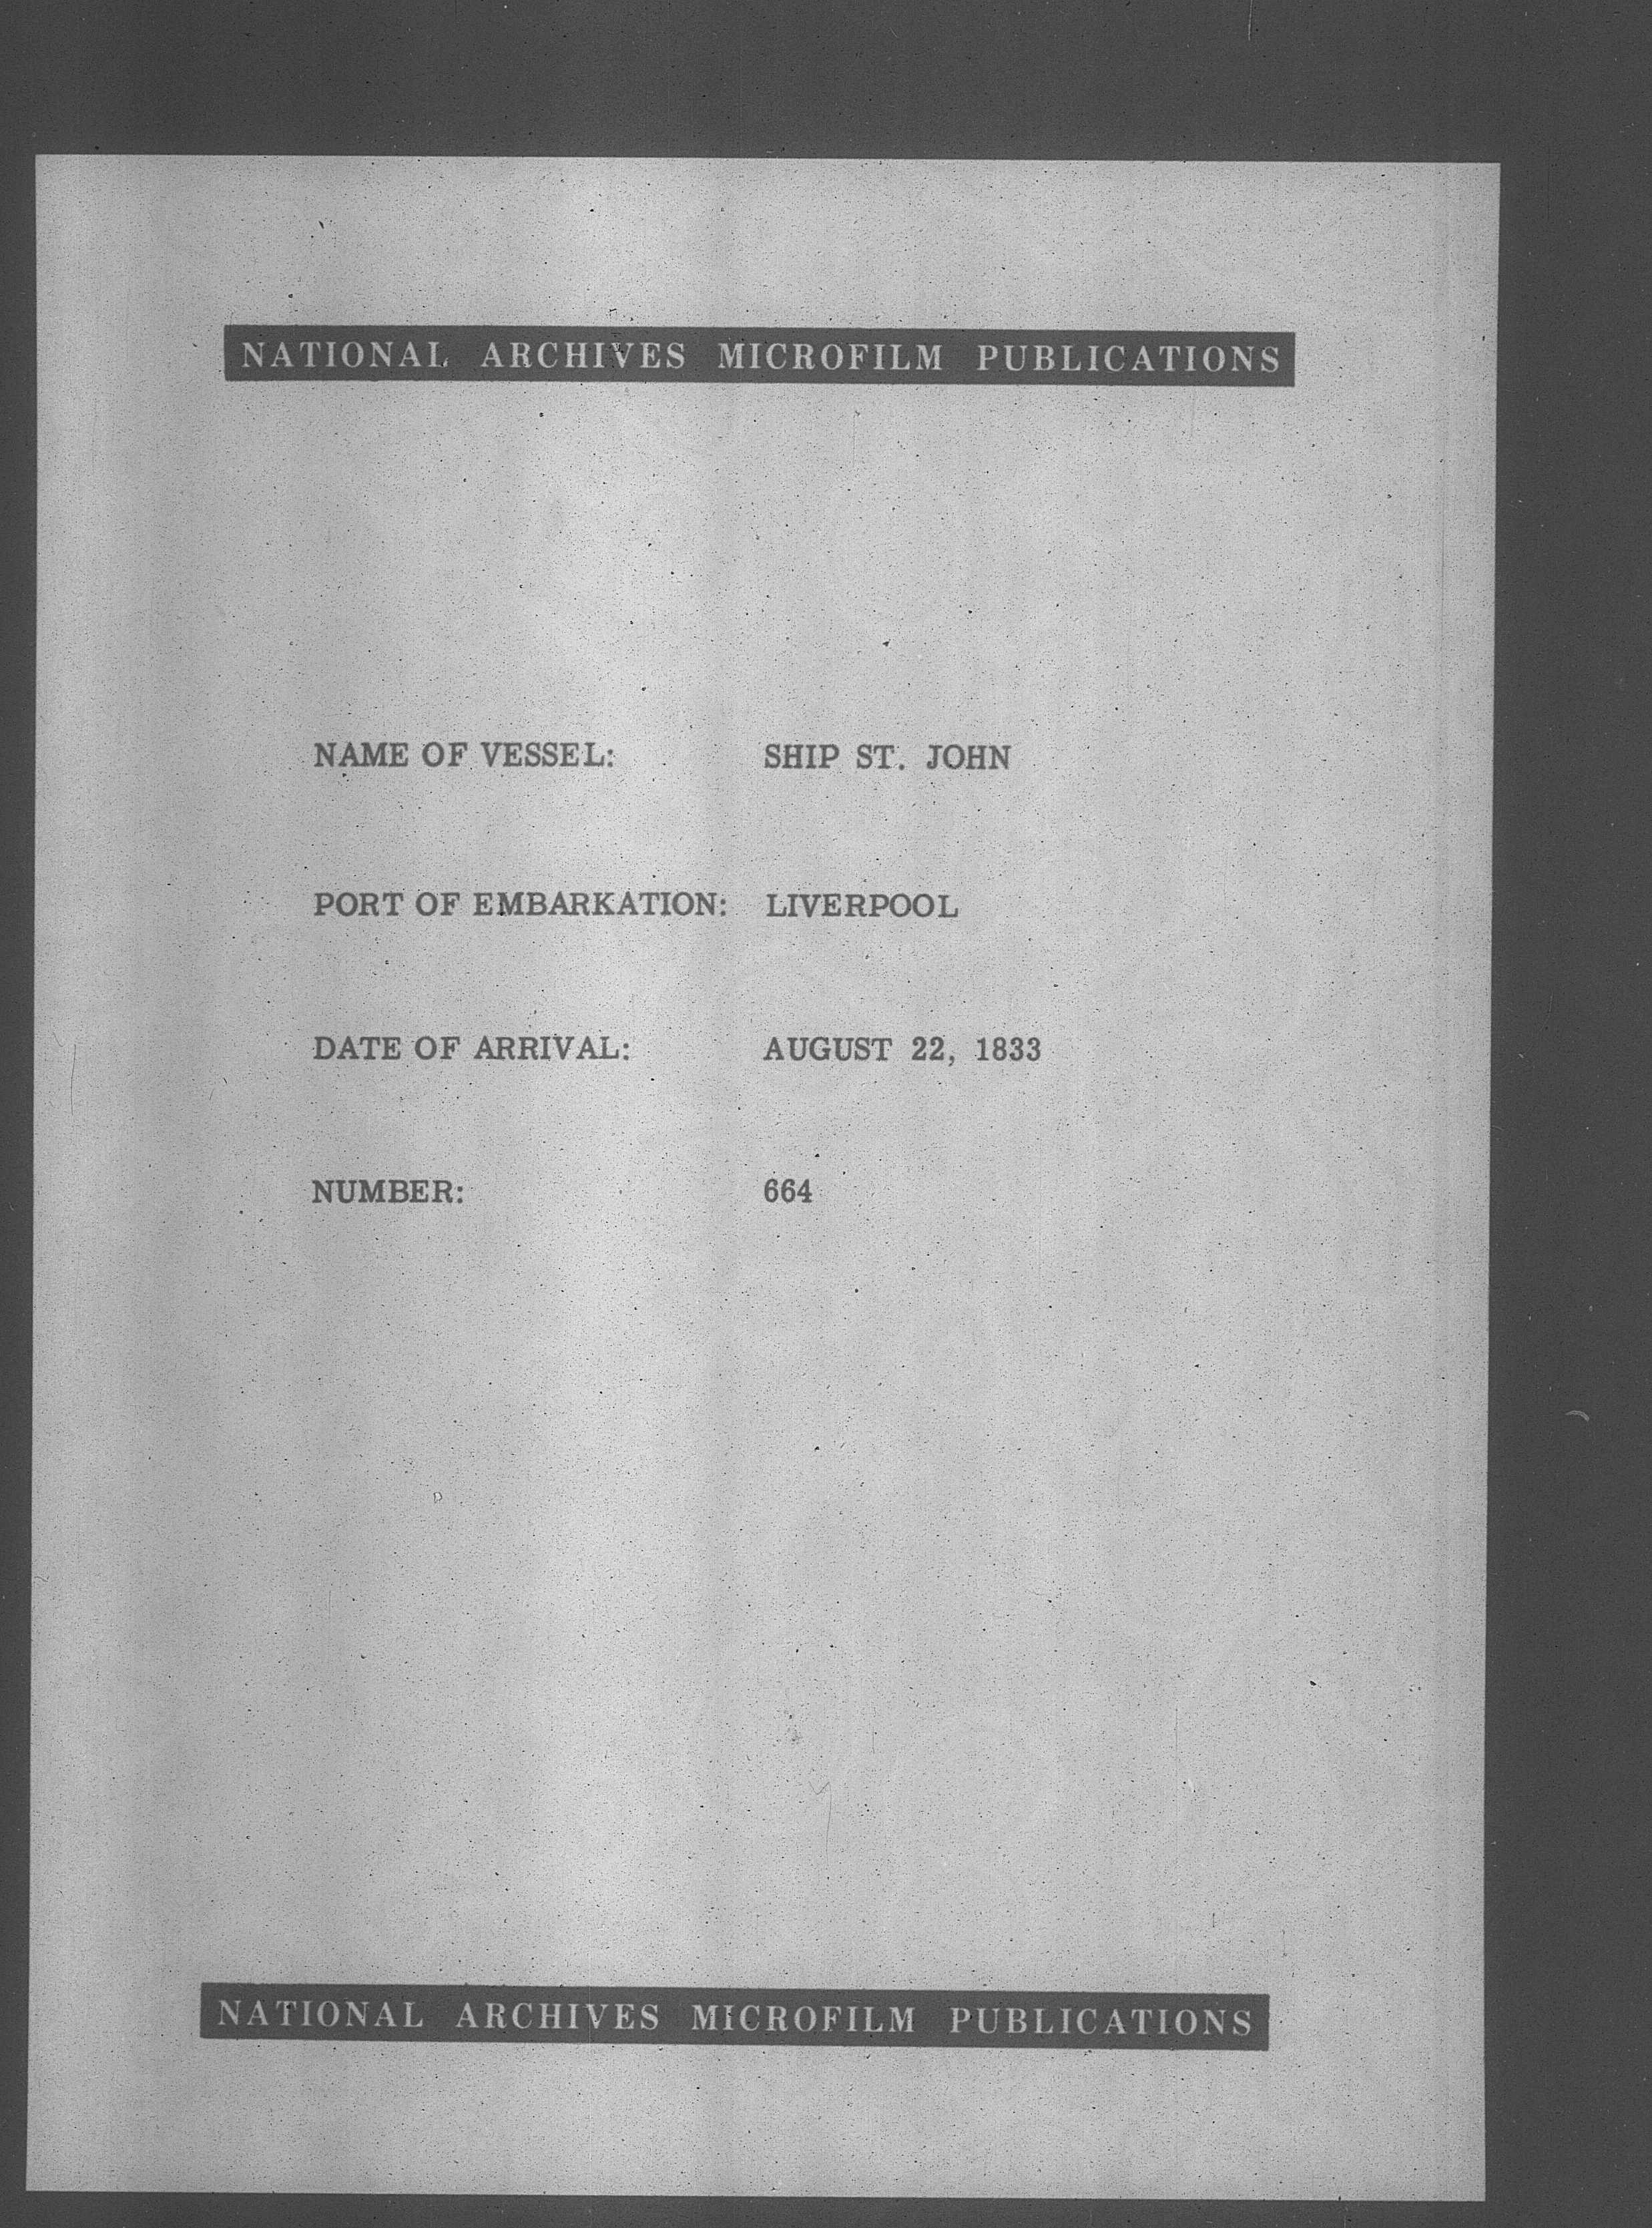 NATIONAL ARCHIVES MICROFILM PUBLICATIONS
NAME OF VESSEL: SHIP ST. JOHN
PORT OF EMBARKATION: LIVERPOOL
DATE OF ARRIVAL: AUGUST 22, 1833
NUMBER: 664
NATIONAL ARCHIVES MICROFILM PUBLICATIONS